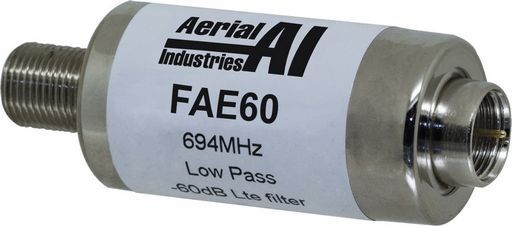 Aerial AI
Industries
FAE60
694MHz
Low Pass
-60dB Lte filter